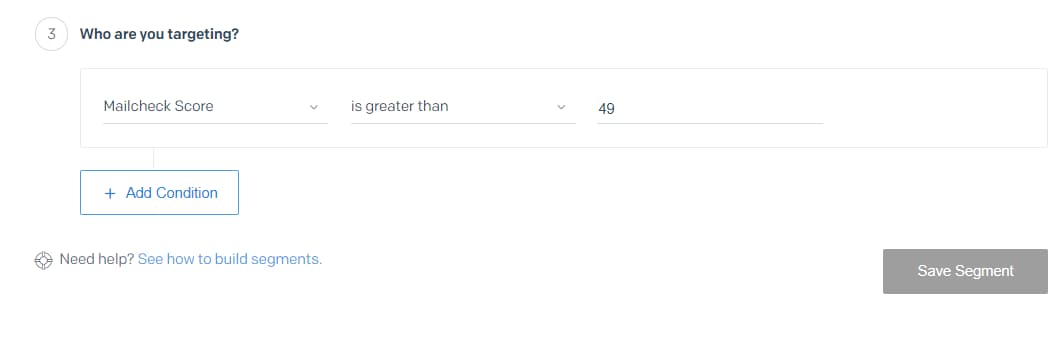 3 Who are you targeting?
Mailcheck Score is greater than 49
+ Add Condition
Need help? See how to build segments.
Save Segment